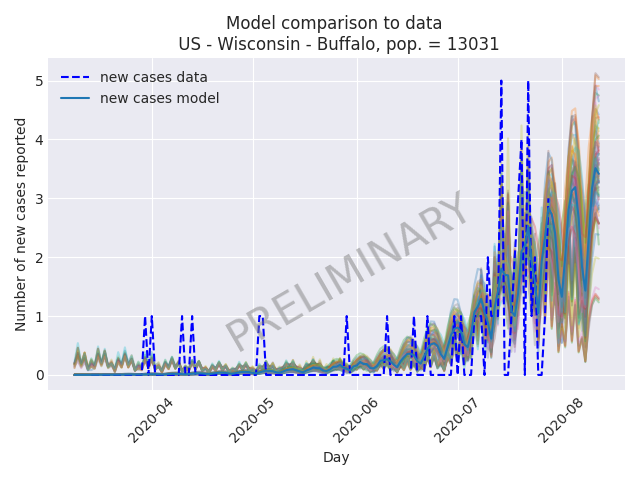 Model comparison to data
US - Wisconsin - Buffalo, pop. = 13031
new cases data
new cases model
Number of new cases reported
5
4
3
2
1
0
PRELIMINARY
2020-04
2020-05
2020-06
2020-07
2020-08
Day